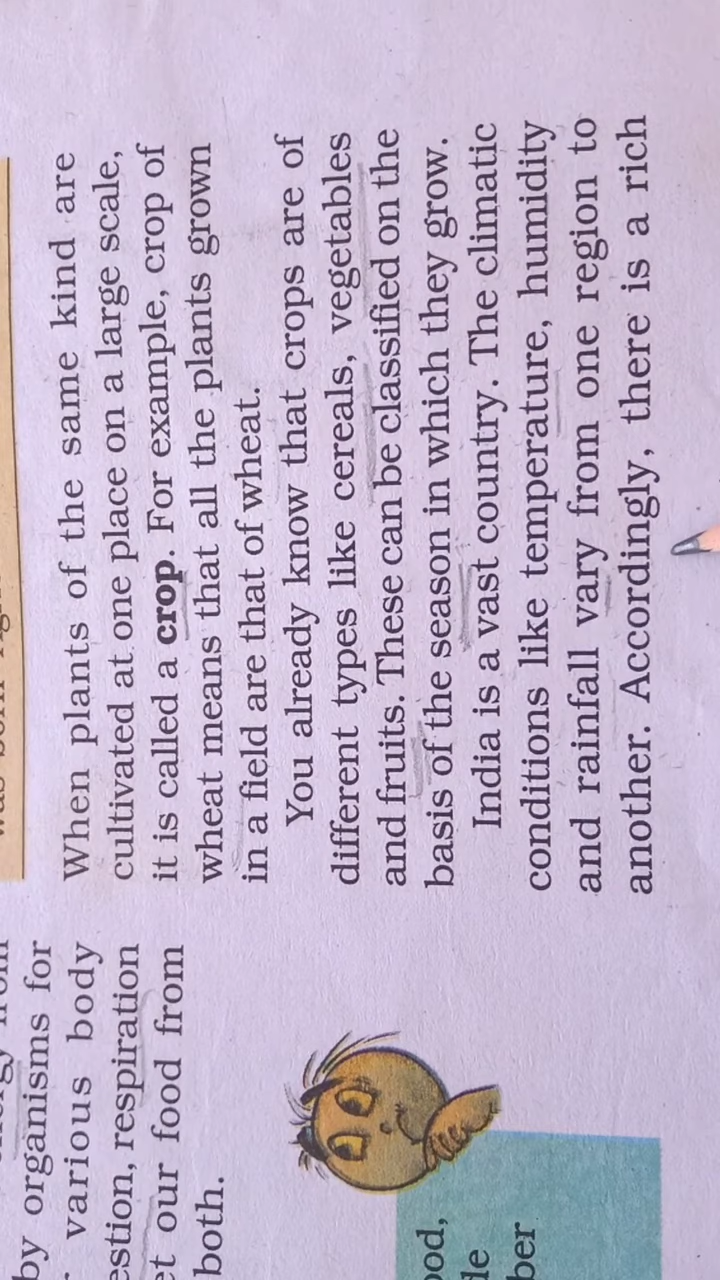 by organisms for
various body
respiration
our food from
both.
When plants of the same kind are
cultivated at one place on a large scale,
it is called a crop. For example, crop of
wheat means that all the plants grown
in a field are that of wheat.
You already know that crops are of
different types like cereals, vegetables
and fruits. These can be classified on the
basis of the season in which they grow.
India is a vast country. The climatic
conditions like temperature, humidity
and rainfall vary from one region to
another. Accordingly, there is a rich